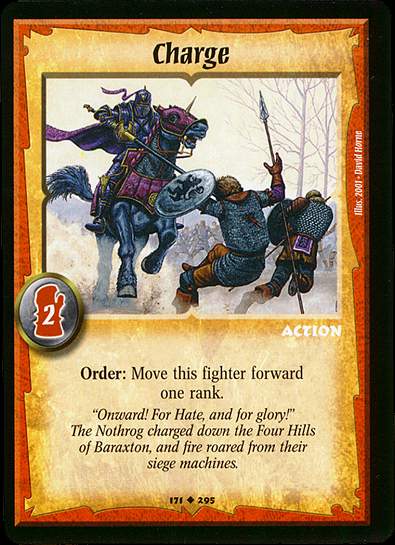 Charge
Illus. 2001 • David Horne
2
ACTION
Order: Move this fighter forward
one rank.
“Onward! For Hate, and for glory!”
The Nothrog charged down the Four Hills
of Baraxton, and fire roared from their
siege machines.
171 ◆ 295